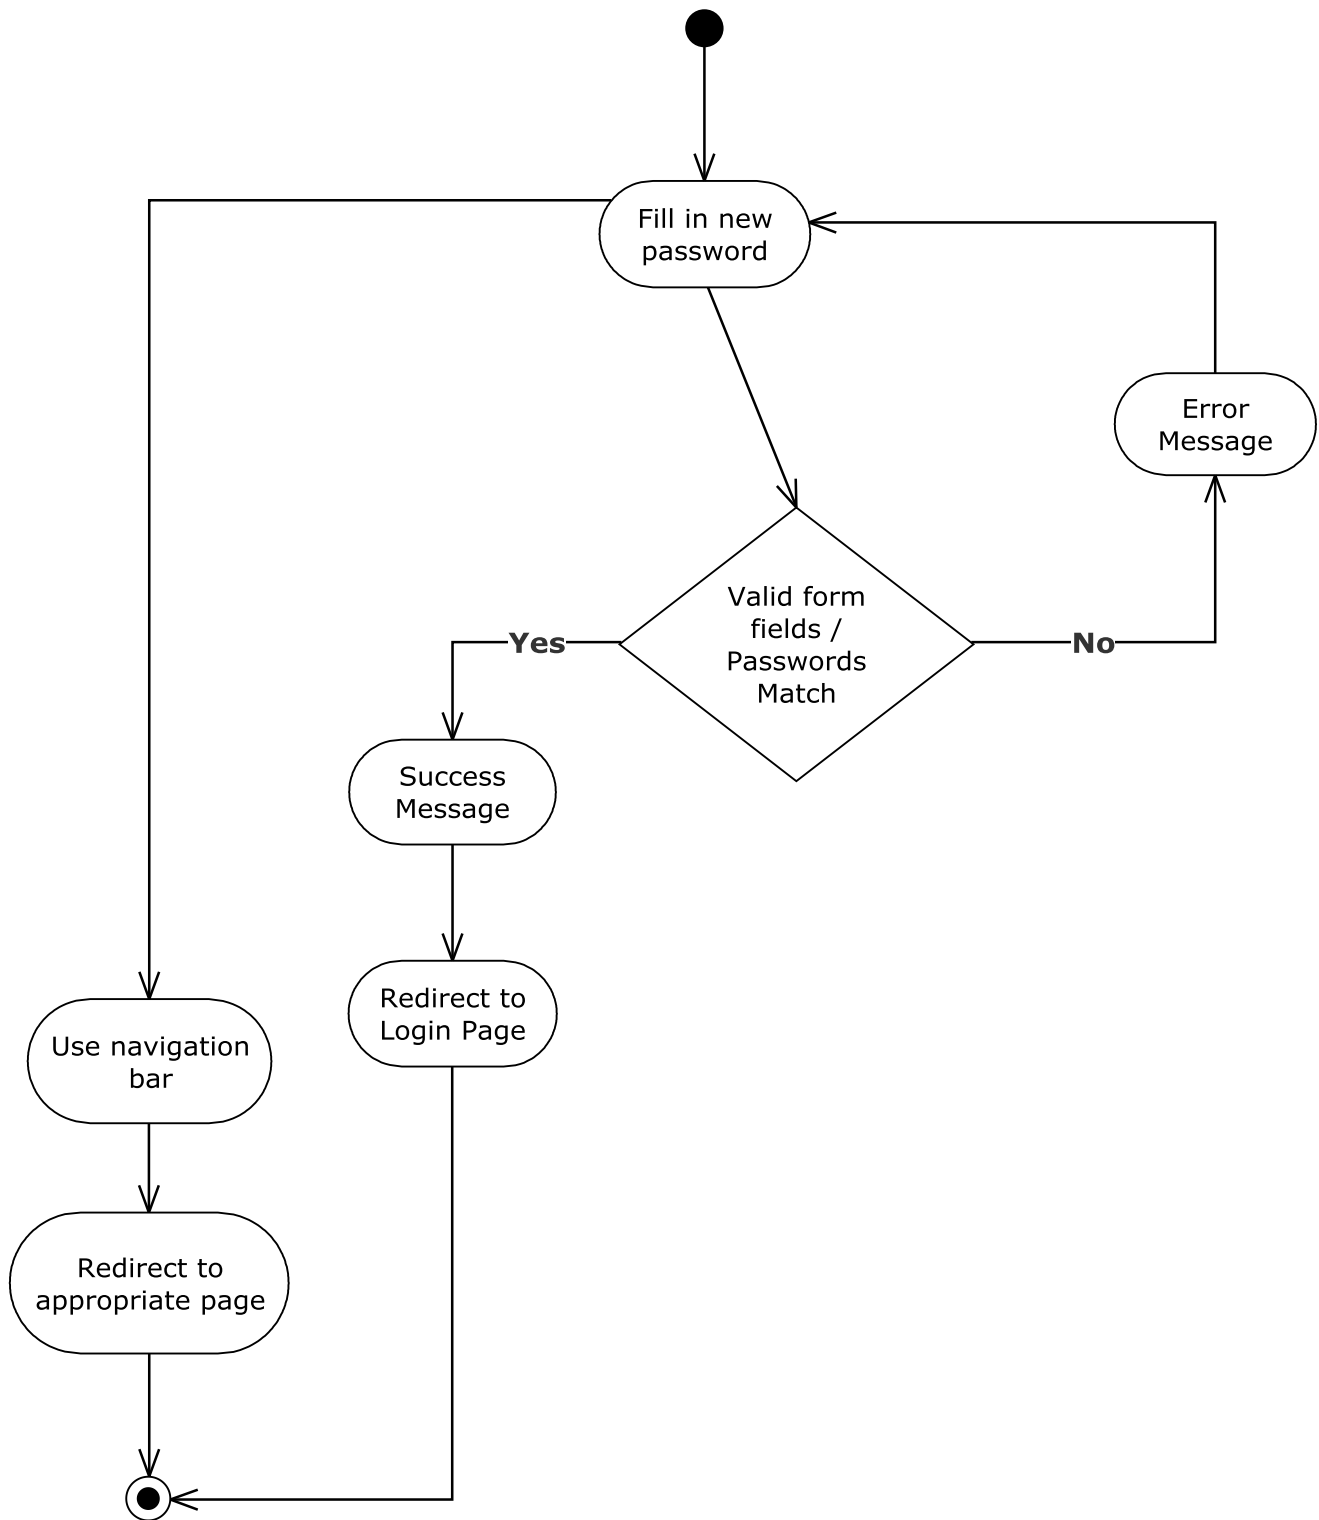 Fill in new
password
Error
Message
Valid form
fields /
Passwords
Match
Yes
No
Success
Message
Redirect to
Login Page
Use navigation
bar
Redirect to
appropriate page